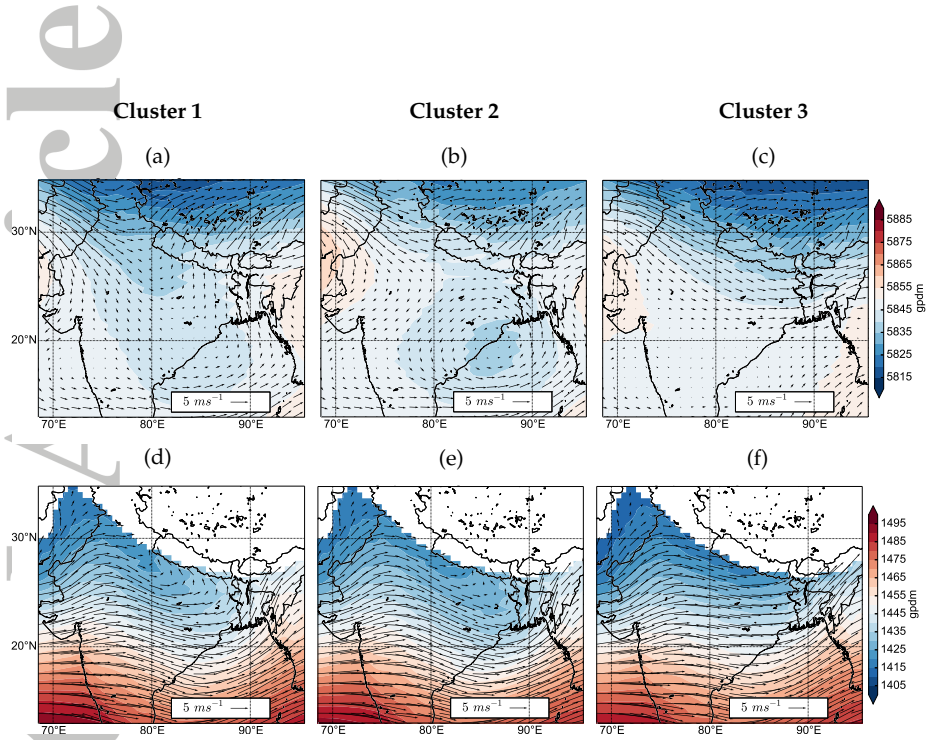 Cluster 1 Cluster 2 Cluster 3
(a) (b) (c)
30°N
20°N
5 ms⁻¹ 5 ms⁻¹ 5 ms⁻¹
70°E 80°E 90°E 70°E 80°E 90°E 70°E 80°E 90°E
5885
5875
5865
5855
5845
5835
5825
5815
gpdm
(d) (e) (f)
30°N
20°N
5 ms⁻¹ 5 ms⁻¹ 5 ms⁻¹
70°E 80°E 90°E 70°E 80°E 90°E 70°E 80°E 90°E
1495
1485
1475
1465
1455
1445
1435
1425
1415
1405
gpdm
cle
A